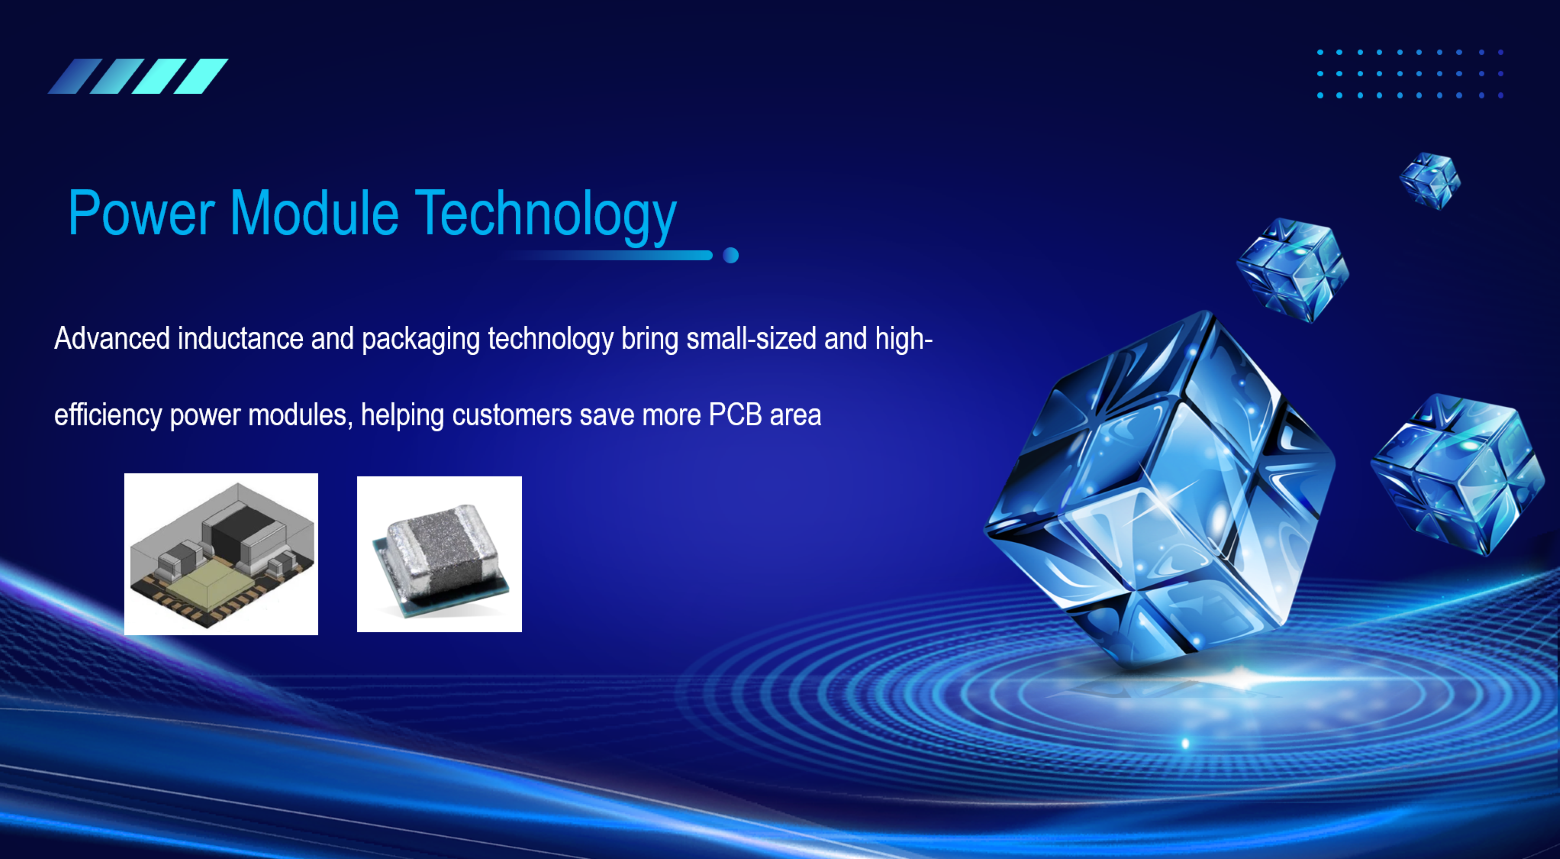 Power Module Technology
Advanced inductance and packaging technology bring small-sized and high-
efficiency power modules, helping customers save more PCB area